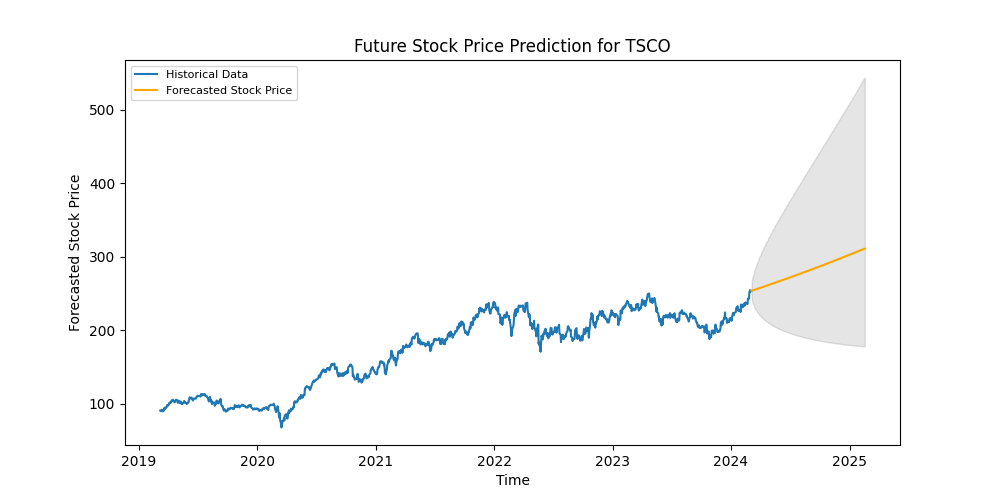 Future Stock Price Prediction for TSCO
Historical Data
Forecasted Stock Price
500
400
300
200
100
Forecasted Stock Price
2019
2020
2021
2022
2023
2024
2025
Time